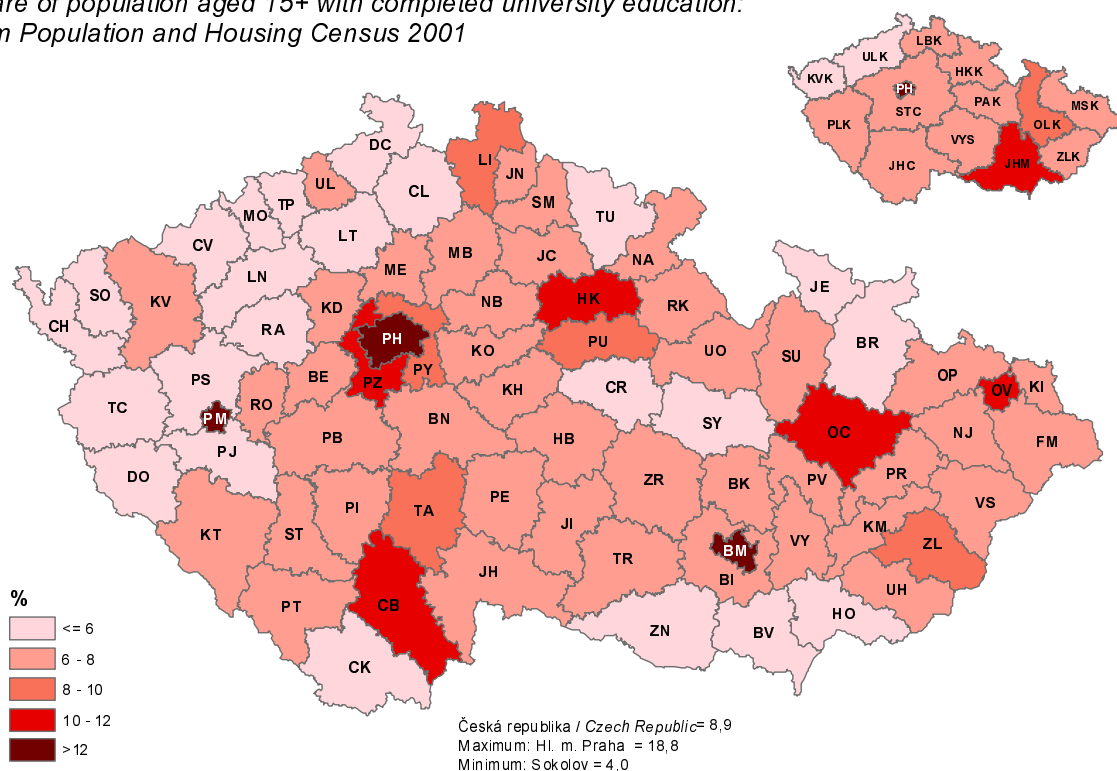 are of population aged 15+ with completed university education:
m Population and Housing Census 2001
LBK
ULK
HKK
KVK
PH
PAK
MSK
STC
PLK
OLK
VYS
ZLK
JHC
JHM
DC
LI
JN
UL
CL
TP
SM
MO
TU
LT
CV
MB
JC
NA
ME
LN
JE
SO
KV
NB
HK
RK
KD
CH
RA
PH
PU
BR
KO
UO
SU
PY
OP
BE
PZ
PS
CR
KI
KH
OV
TC
RO
PM
BN
SY
OC
NJ
PB
HB
FM
PJ
PR
DO
ZR
PV
BK
PE
VS
PI
TA
JI
KM
KT
ST
VY
ZL
BM
TR
JH
BI
UH
PT
CB
HO
ZN
BV
CK
%
<= 6
6 - 8
8 - 10
10 - 12
>12
Česká republika / Czech Republic= 8,9
Maximum: Hl. m. Praha = 18,8
Minimum: Sokolov = 4,0